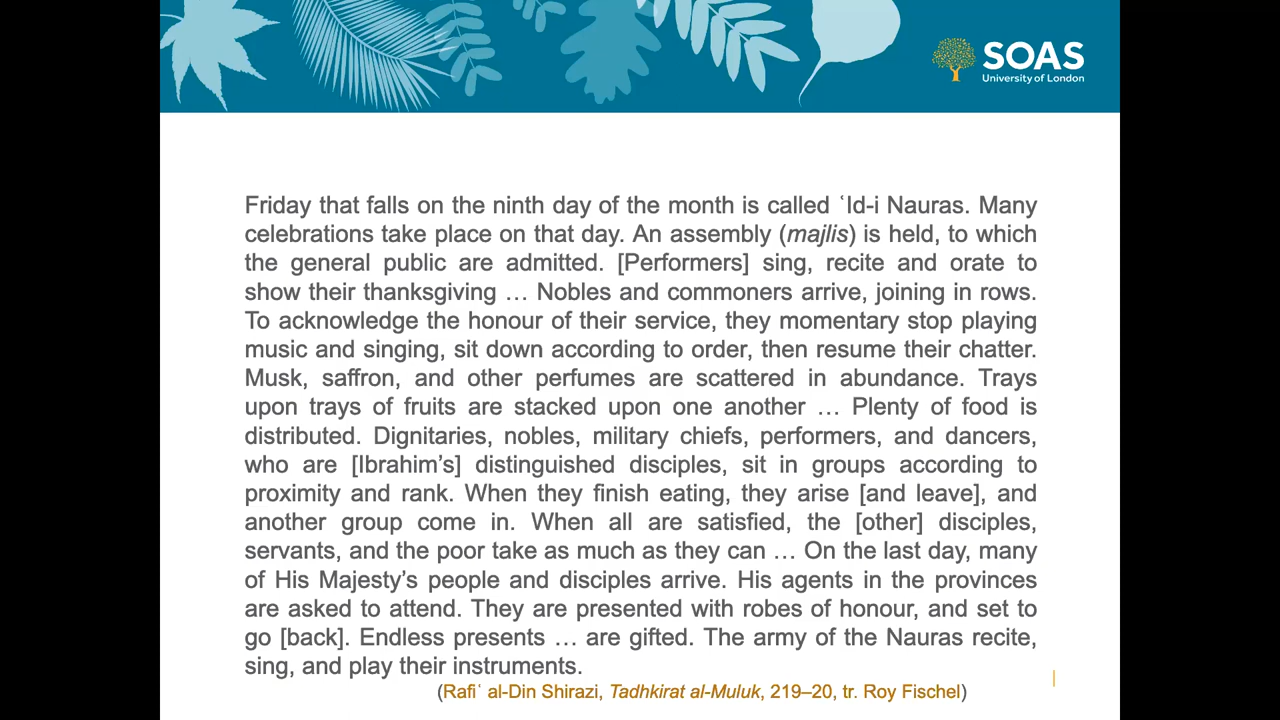 SOAS
University of London
Friday that falls on the ninth day of the month is called ʿId-i Nauras. Many
celebrations take place on that day. An assembly (majlis) is held, to which
the general public are admitted. [Performers] sing, recite and orate to
show their thanksgiving … Nobles and commoners arrive, joining in rows.
To acknowledge the honour of their service, they momentary stop playing
music and singing, sit down according to order, then resume their chatter.
Musk, saffron, and other perfumes are scattered in abundance. Trays
upon trays of fruits are stacked upon one another … Plenty of food is
distributed. Dignitaries, nobles, military chiefs, performers, and dancers,
who are [Ibrahim’s] distinguished disciples, sit in groups according to
proximity and rank. When they finish eating, they arise [and leave], and
another group come in. When all are satisfied, the [other] disciples,
servants, and the poor take as much as they can … On the last day, many
of His Majesty’s people and disciples arrive. His agents in the provinces
are asked to attend. They are presented with robes of honour, and set to
go [back]. Endless presents … are gifted. The army of the Nauras recite,
sing, and play their instruments.
(Rafiʿ al-Din Shirazi, Tadhkirat al-Muluk, 219–20, tr. Roy Fischel)